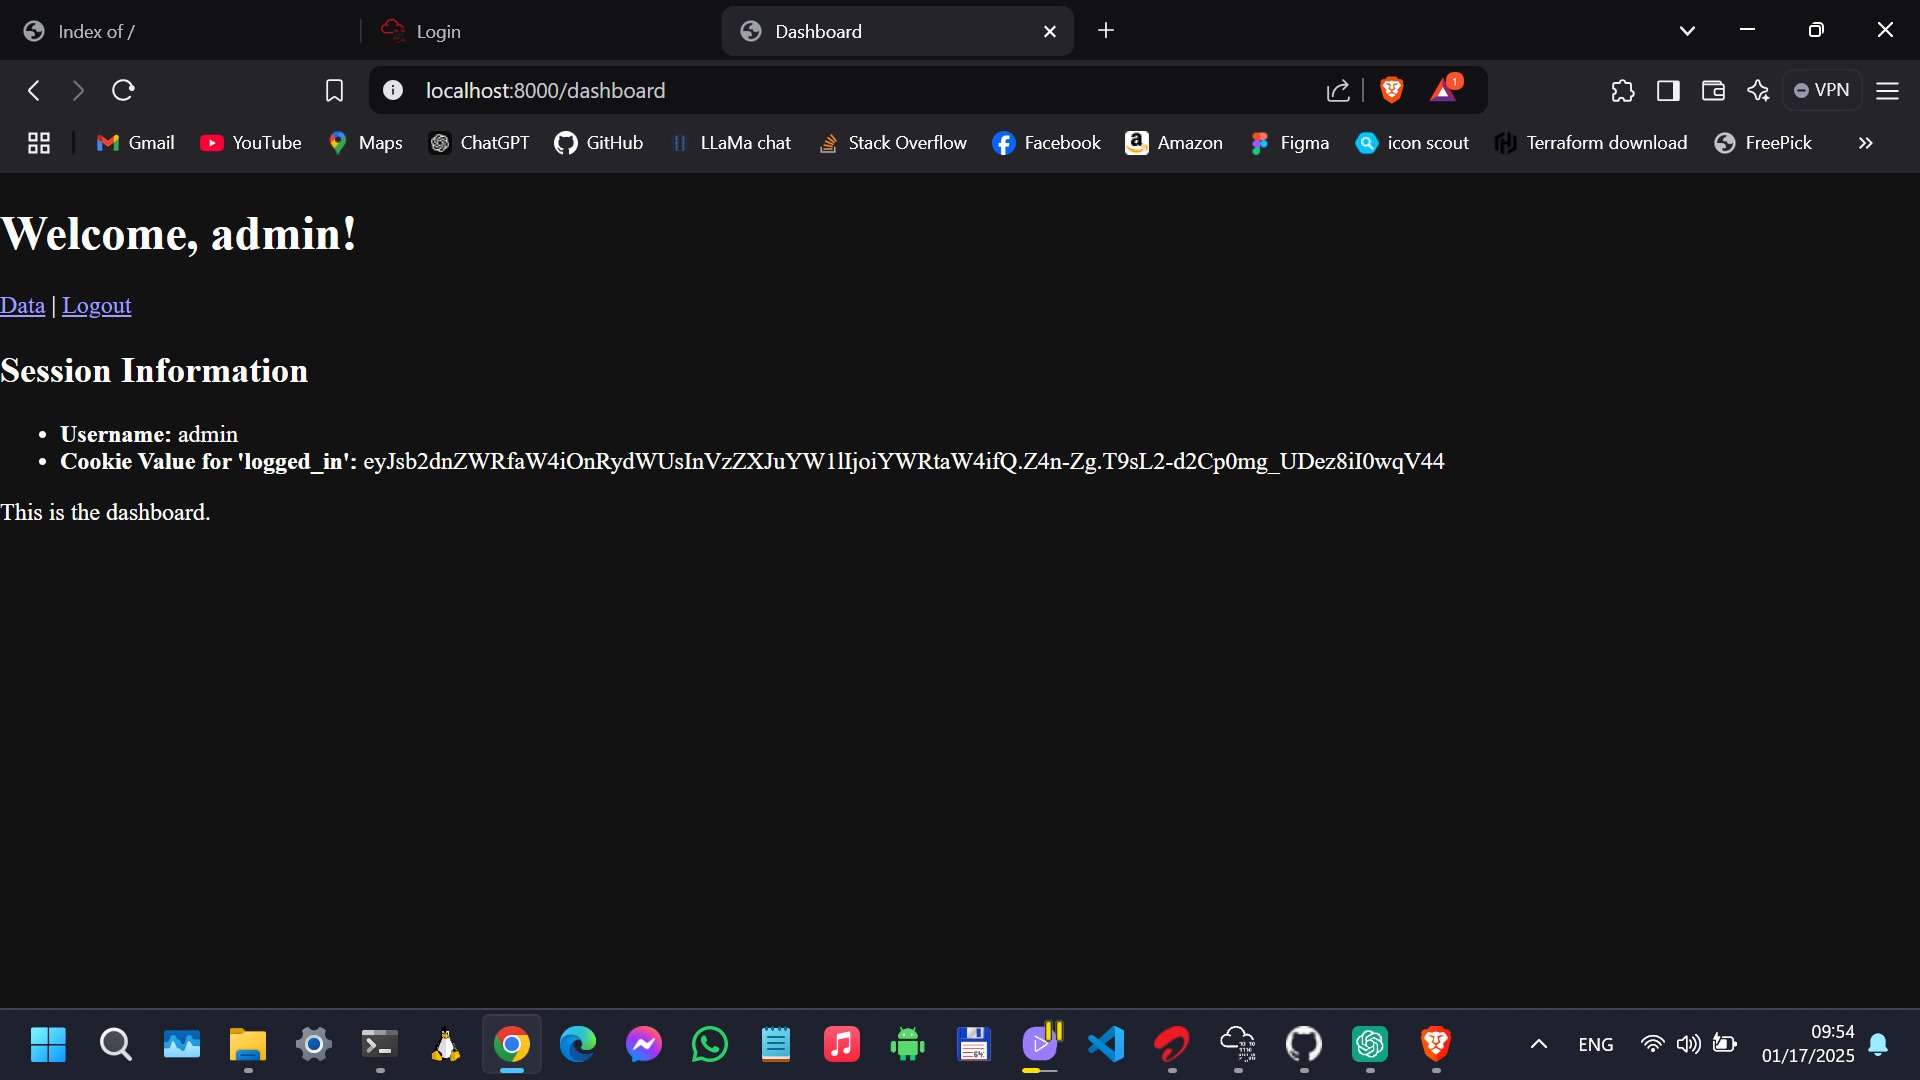 Index of /
Login
Dashboard
localhost:8000/dashboard
1
VPN
Gmail
YouTube
Maps
ChatGPT
GitHub
LLaMa chat
Stack Overflow
Facebook
Amazon
Figma
icon scout
Terraform download
FreePick
Welcome, admin!
Data | Logout
Session Information
• Username: admin
• Cookie Value for 'logged_in': eyJsb2dnZWRfaW4iOnRydWUsInVzZXJuYW1lIjoiYWRtaW4ifQ.Z4n-Zg.T9sL2-d2Cp0mg_UDez8iI0wqV44
This is the dashboard.
ENG
09:54
01/17/2025